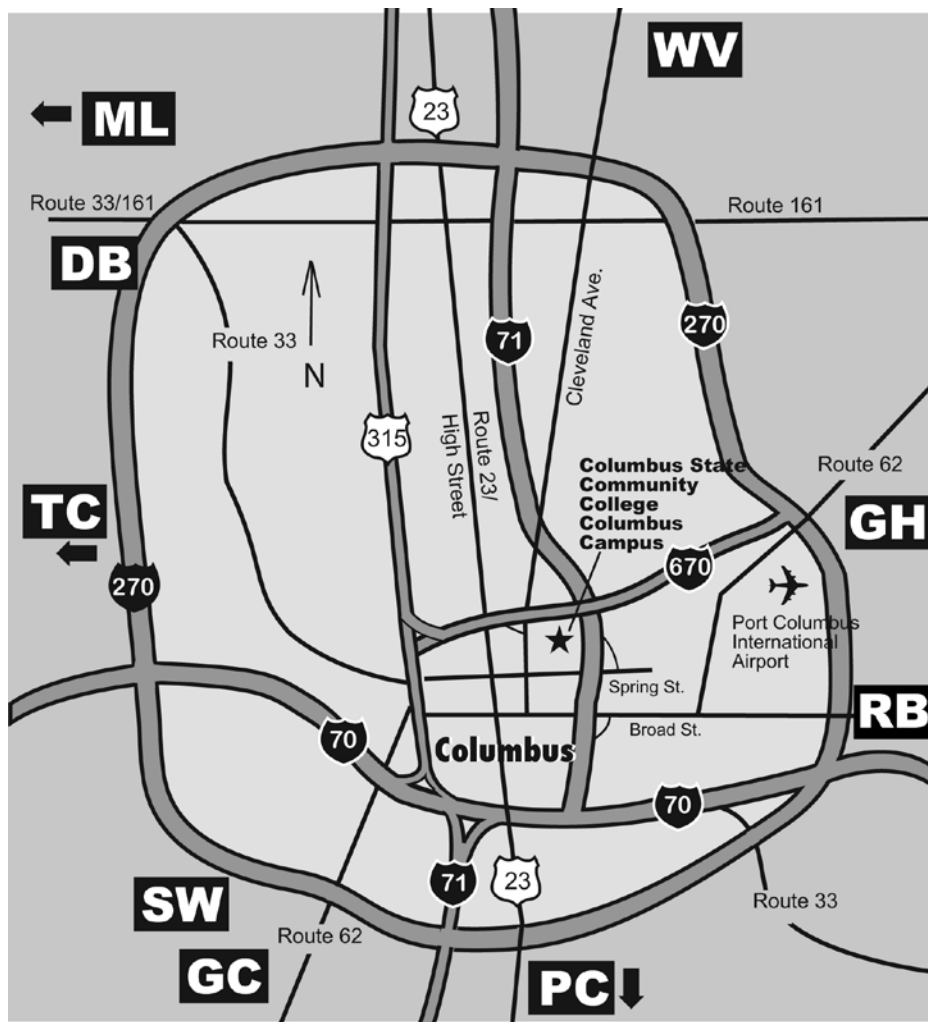 WV
23
ML
Route 33/161
Route 161
DB
Cleveland Ave.
270
71
Route 33
N
315
Route 23/
High Street
Columbus State
Community
College
Columbus
Campus
Route 62
TC
GH
270
670
Port Columbus
International
Airport
Spring St.
RB
Broad St.
70
Columbus
70
71
23
SW
Route 33
Route 62
GC
PC